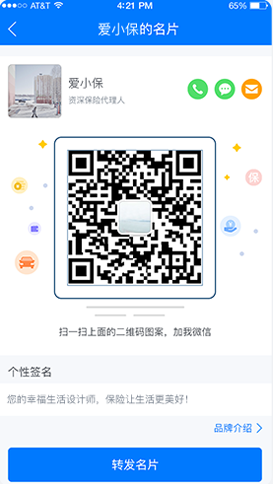 AT&T 4:21 PM 65%
爱小保的名片
爱小保
资深保险代理人
保
扫一扫上面的二维码图案，加我微信
个性签名
您的幸福生活设计师，保险让生活更美好！
品牌介绍
转发名片